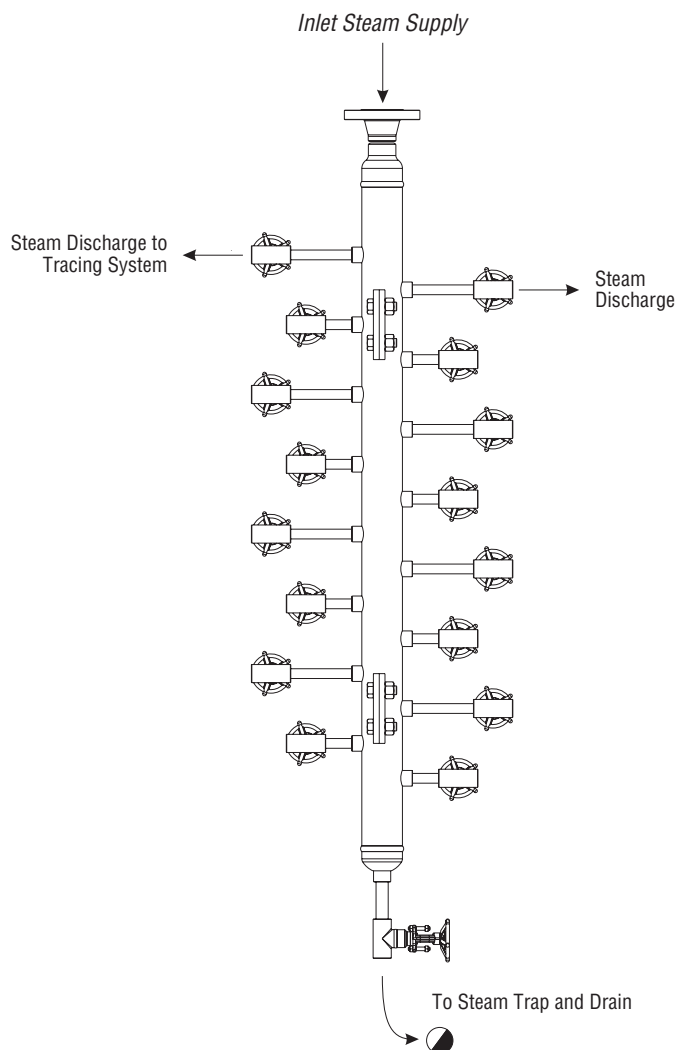 Inlet Steam Supply
Steam Discharge to
Tracing System
Steam
Discharge
To Steam Trap and Drain